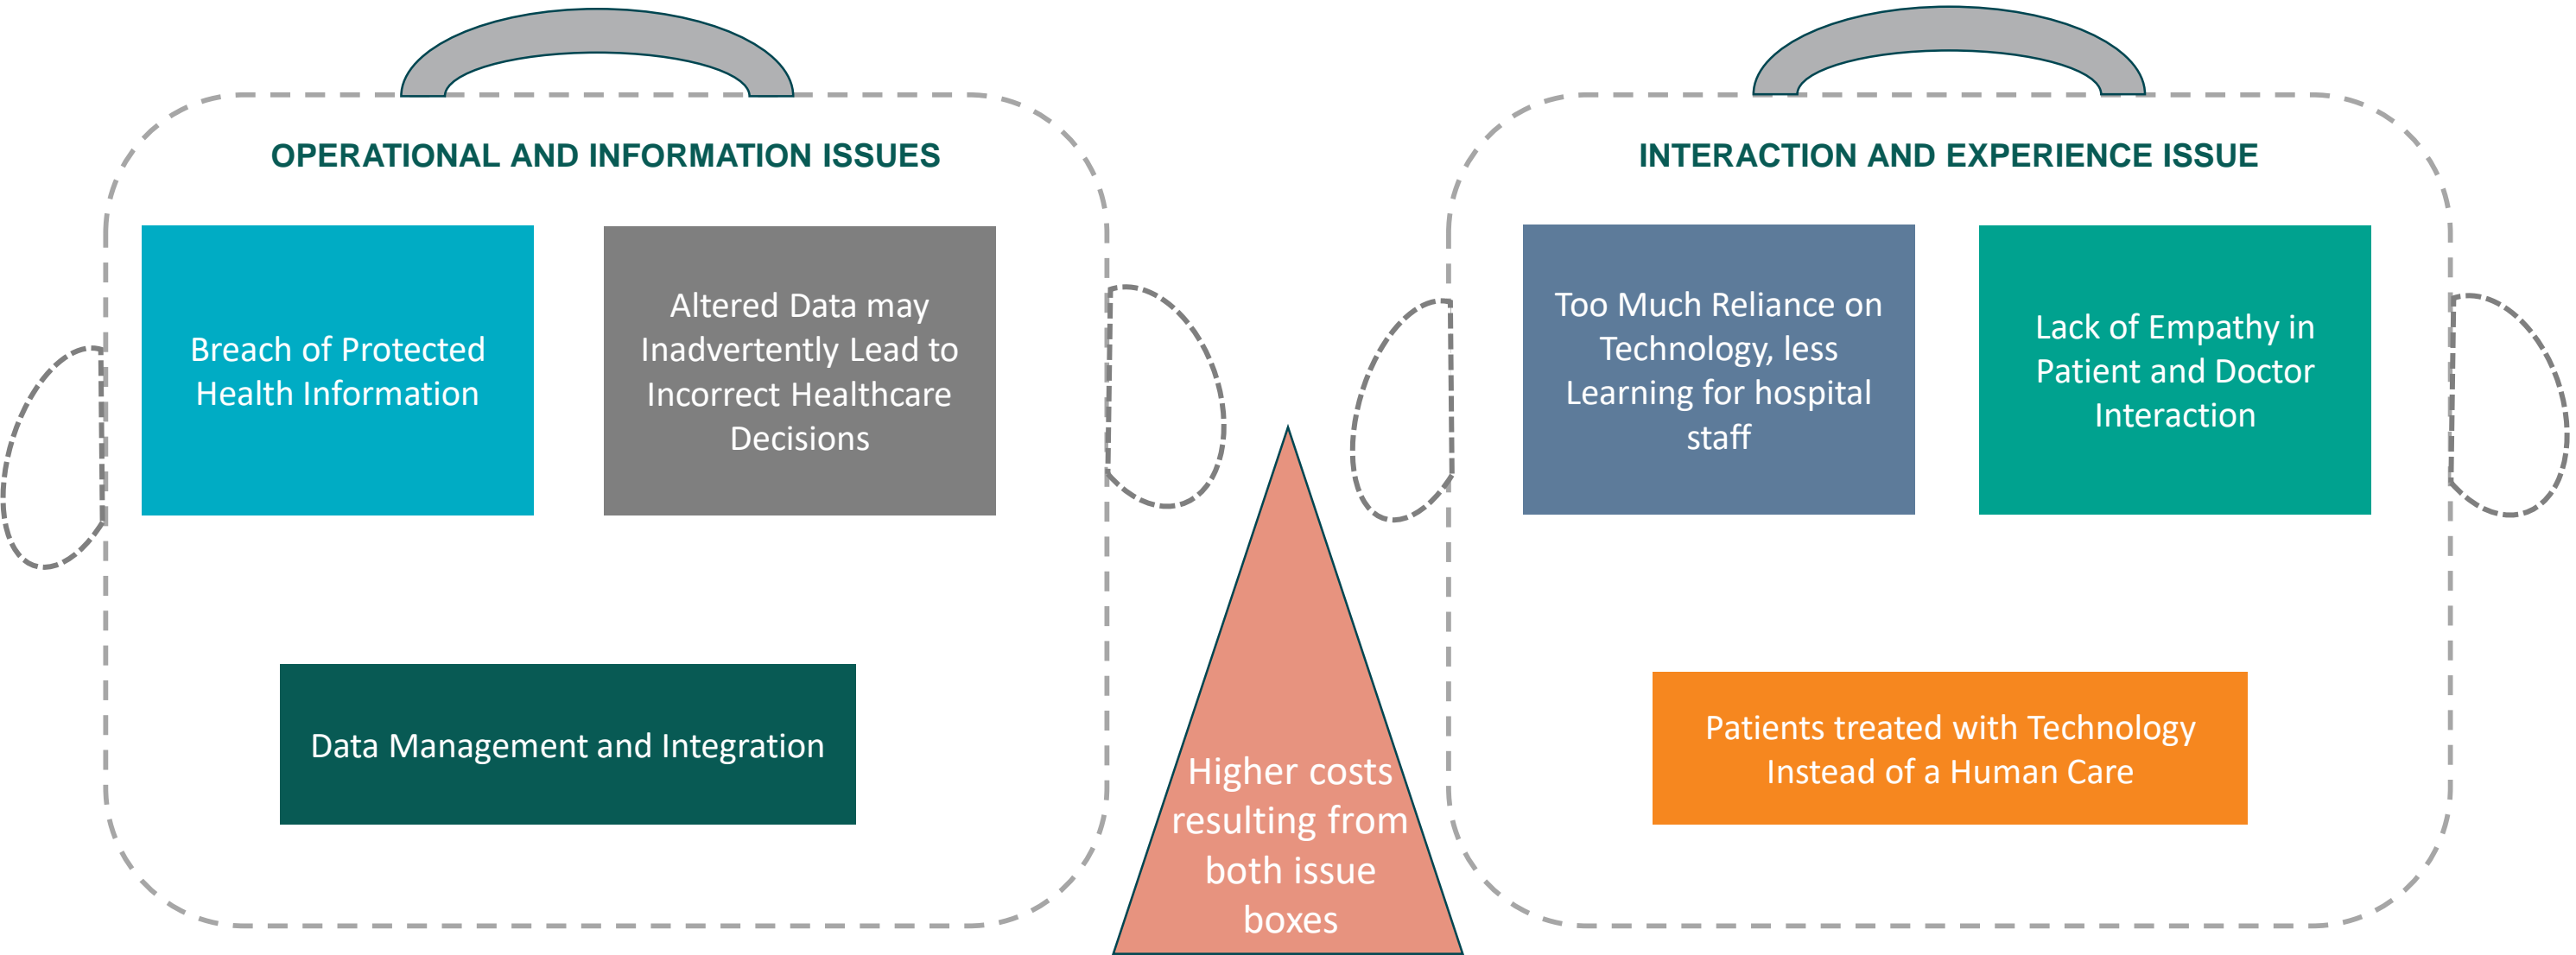 OPERATIONAL AND INFORMATION ISSUES
Breach of Protected
Health Information
Altered Data may
Inadvertently Lead to
Incorrect Healthcare
Decisions
Data Management and Integration
Higher costs
resulting from
both issue
boxes
INTERACTION AND EXPERIENCE ISSUE
Too Much Reliance on
Technology, less
Learning for hospital
staff
Lack of Empathy in
Patient and Doctor
Interaction
Patients treated with Technology
Instead of a Human Care